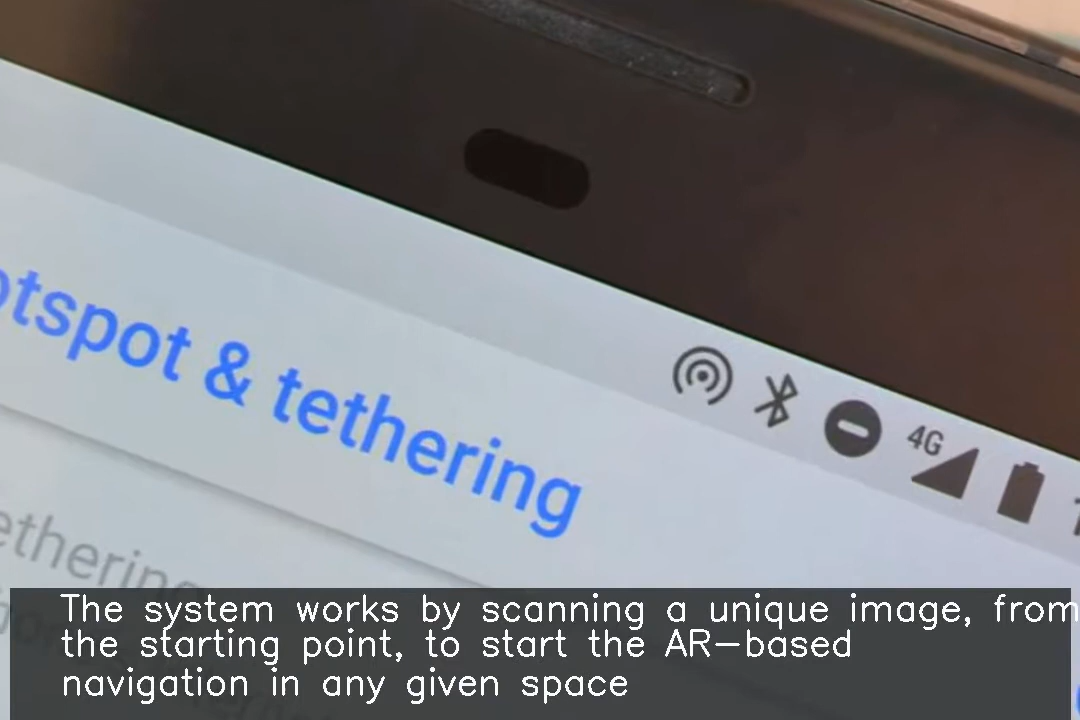 otspot & tethering
4G
ethering
The system works by scanning a unique image, from
the starting point, to start the AR-based
navigation in any given space